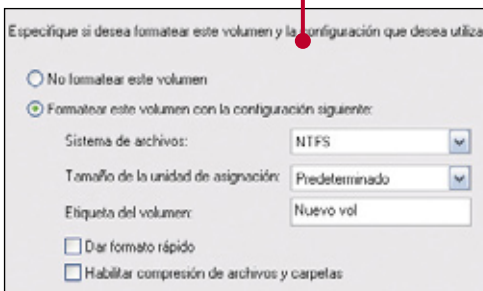 Especifique si desea formatear este volumen y la configuración que desea utiliza
No formatear este volumen
Formatear este volumen con la configuración siguiente:
Sistema de archivos: NTFS
Tamaño de la unidad de asignación: Predeterminado
Etiqueta del volumen: Nuevo vol
Dar formato rápido
Habilitar compresión de archivos y carpetas